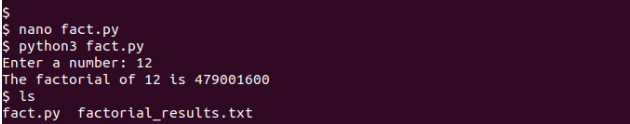 $
$ nano fact.py
$ python3 fact.py
Enter a number: 12
The factorial of 12 is 479001600
$ ls
fact.py  factorial_results.txt